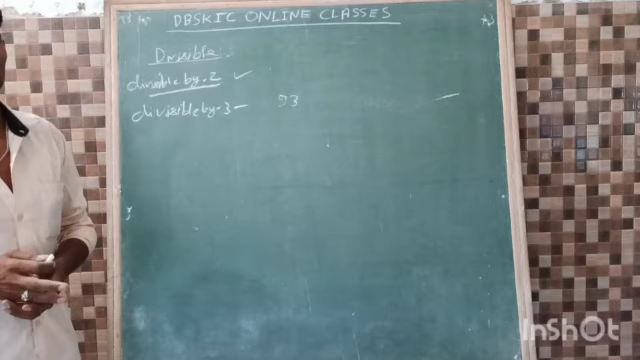 DBSKIC ONLINE CLASSES
Divisible:
divisible by-2 ✓
divisible by-3 — 93
InShOt